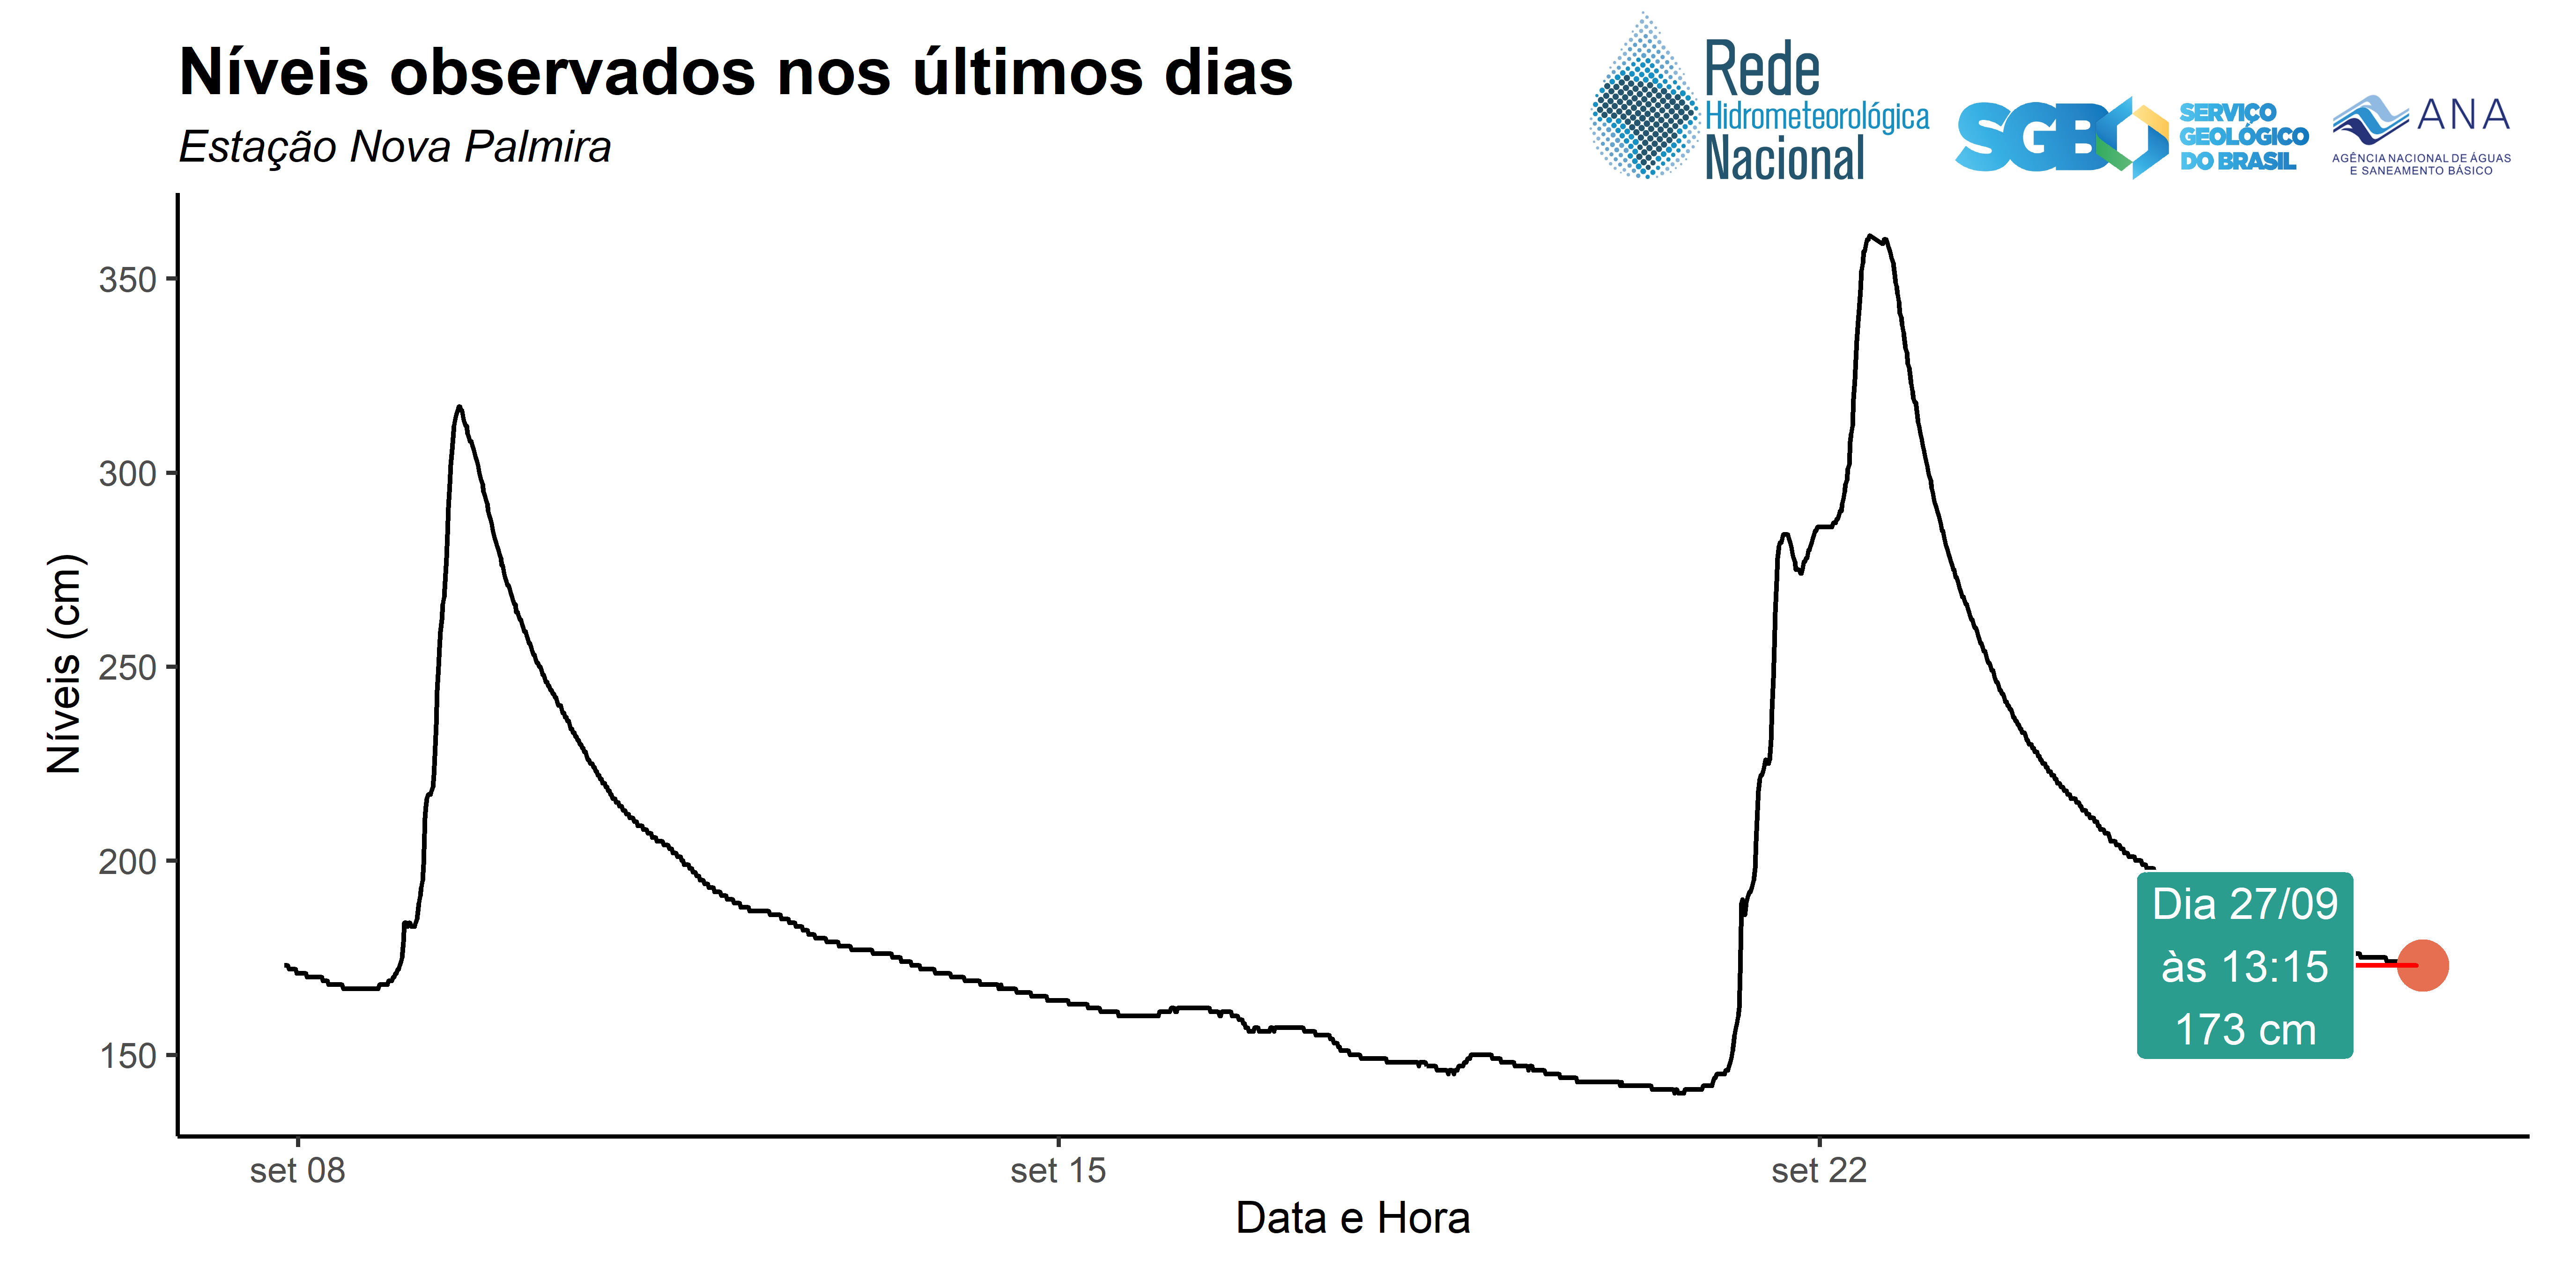 Níveis observados nos últimos dias
Estação Nova Palmira
Rede
Hidrometeorológica
Nacional
SGB
SERVIÇO
GEOLÓGICO
DO BRASIL
ANA
AGÊNCIA NACIONAL DE ÁGUAS
E SANEAMENTO BÁSICO
Níveis (cm)
350
300
250
200
150
Dia 27/09
às 13:15
173 cm
set 08
set 15
set 22
Data e Hora